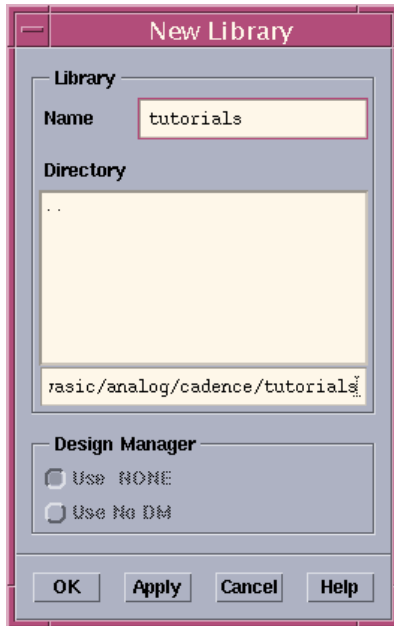 New Library
Library
Name tutorials
Directory
..
/analog/cadence/tutorials
Design Manager
Use NONE
Use No DM
OK Apply Cancel Help